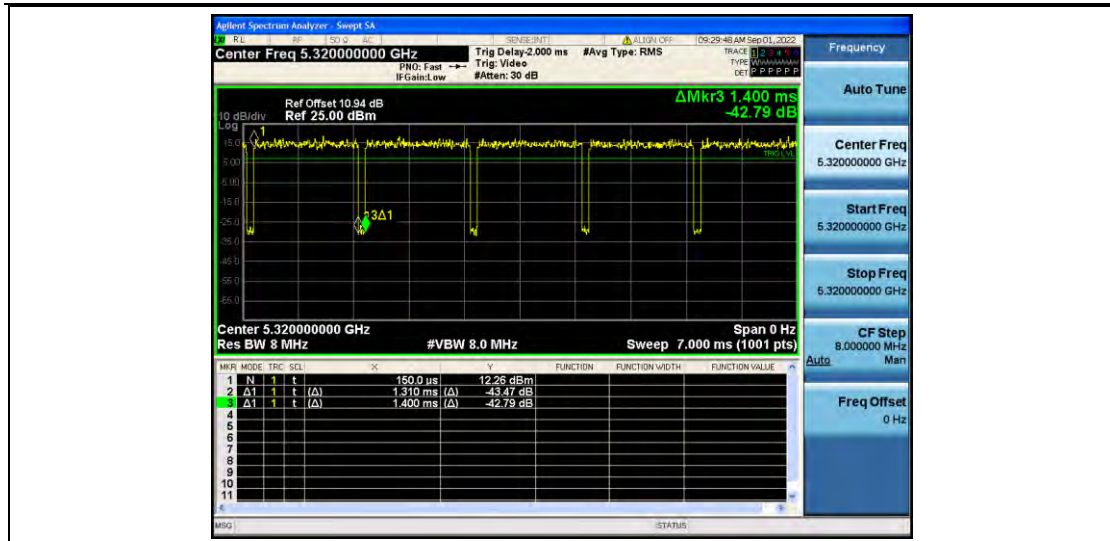 Agilent Spectrum Analyzer - Swept SA
RL RF 50 Ω AC SENSE:INT ALIGN OFF 09:29:48 AM Sep 01, 2022
Center Freq 5.320000000 GHz
Trig Delay-2.000 ms #Avg Type: RMS
TRACE 1 2 3 4 5 6
PNO: Fast Trig: Video
TYPE
IFGain:Low #Atten: 30 dB
DET P P P P P P
Ref Offset 10.94 dB
10 dB/div Ref 25.00 dBm
ΔMkr3 1.400 ms
-42.79 dB
Log
1
15.0
TRIG LVL
5.00
-5.00
-15.0
3Δ1
-25.0
-35.0
-45.0
-55.0
-65.0
Center 5.320000000 GHz Span 0 Hz
Res BW 8 MHz #VBW 8.0 MHz Sweep 7.000 ms (1001 pts)
MKR MODE TRC SCL X Y FUNCTION FUNCTION WIDTH FUNCTION VALUE
1 N 1 t 150.0 µs 12.26 dBm
2 Δ1 1 t (Δ) 1.310 ms (Δ) -43.47 dB
3 Δ1 1 t (Δ) 1.400 ms (Δ) -42.79 dB
4
5
6
7
8
9
10
11
MSG STATUS
Frequency
Auto Tune
Center Freq
5.320000000 GHz
Start Freq
5.320000000 GHz
Stop Freq
5.320000000 GHz
CF Step
8.000000 MHz
Auto Man
Freq Offset
0 Hz